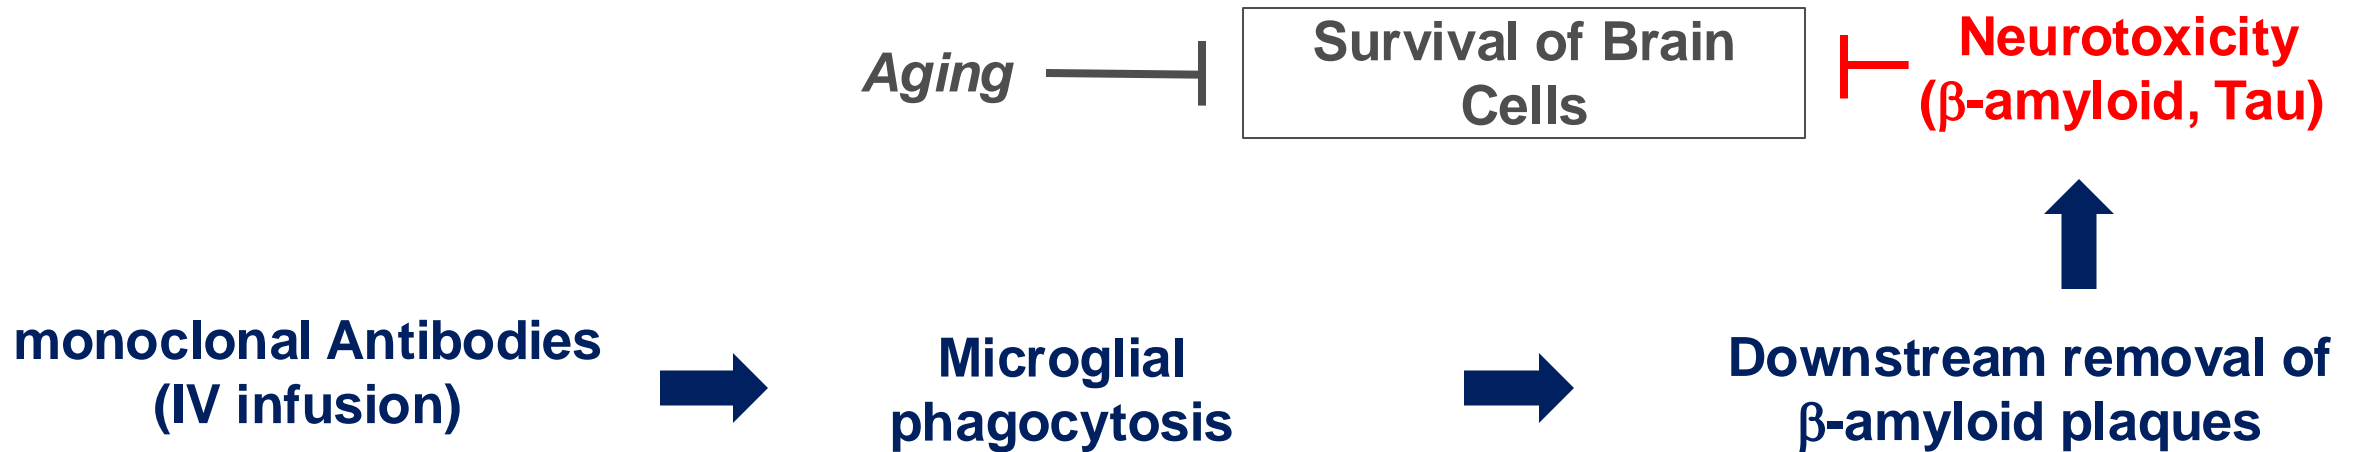 Aging
Survival of Brain
Cells
Neurotoxicity
(β-amyloid, Tau)
monoclonal Antibodies
(IV infusion)
Microglial
phagocytosis
Downstream removal of
β-amyloid plaques